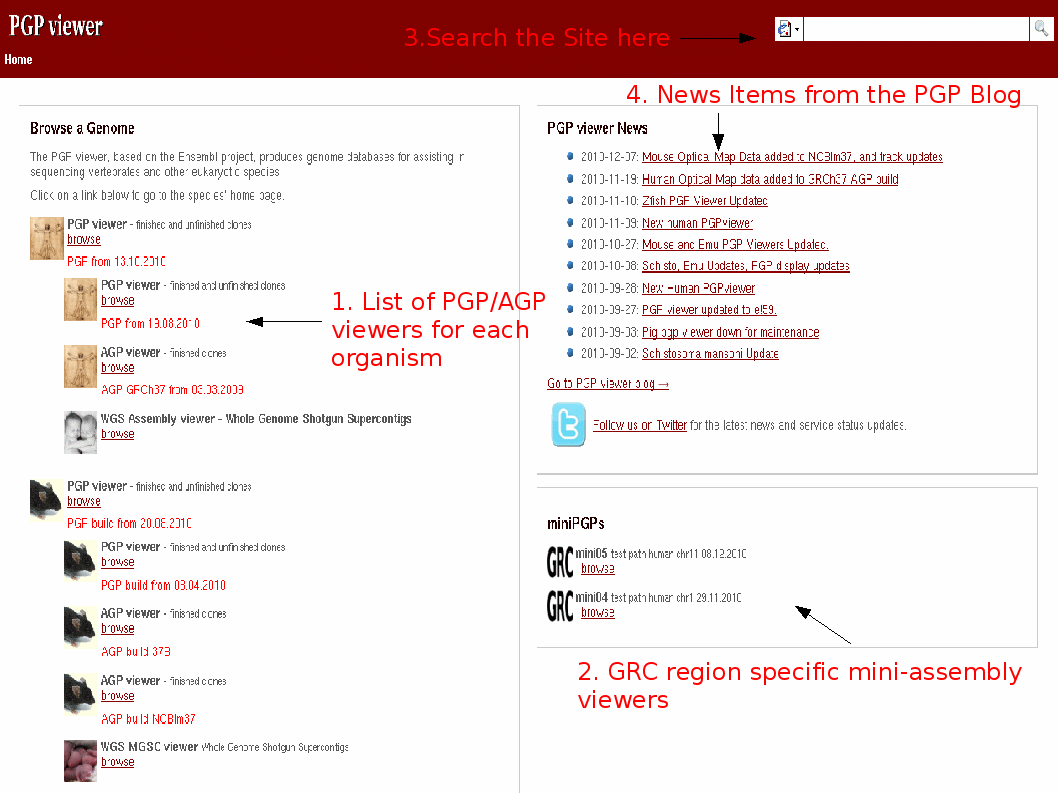 PGP viewer
3.Search the Site here
Home
4. News Items from the PGP Blog
Browse a Genome
The PGP viewer, based on the Ensembl project, produces genome databases for assisting in
sequencing vertebrates and other eukaryotic species
Click on a link below to go to the species' home page.
PGP viewer - finished and unfinished clones
browse
PGP from 13.10.2010
PGP viewer - finished and unfinished clones
browse
PGP from 19.08.2010
1. List of PGP/AGP
viewers for each
organism
AGP viewer - finished clones
browse
AGP GRCh37 from 03.03.2009
WGS Assembly viewer - Whole Genome Shotgun Supercontigs
browse
PGP viewer - finished and unfinished clones
browse
PGP build from 20.08.2010
PGP viewer - finished and unfinished clones
browse
PGP build from 03.04.2010
AGP viewer - finished clones
browse
AGP build 37B
AGP viewer - finished clones
browse
AGP build NCBIm37
WGS MGSC viewer Whole Genome Shotgun Supercontigs
browse
PGP viewer News
2010-12-07: Mouse Optical Map Data added to NCBIm37, and track updates
2010-11-19: Human Optical Map data added to GRCh37 AGP build
2010-11-10: Zfish PGP Viewer Updated
2010-11-09: New human PGPviewer
2010-10-27: Mouse and Emu PGP Viewers Updated.
2010-10-08: Schisto, Emu Updates, PGP display updates
2010-09-28: New Human PGPviewer
2010-09-27: PGP viewer updated to e!59.
2010-09-03: Pig pgp viewer down for maintenance
2010-09-02: Schistosoma mansoni Update
Go to PGP viewer blog →
Follow us on Twitter for the latest news and service status updates.
miniPGPs
GRC mini05 test path human chr11 08.12.2010
browse
GRC mini04 test path human chr1 29.11.2010
browse
2. GRC region specific mini-assembly
viewers